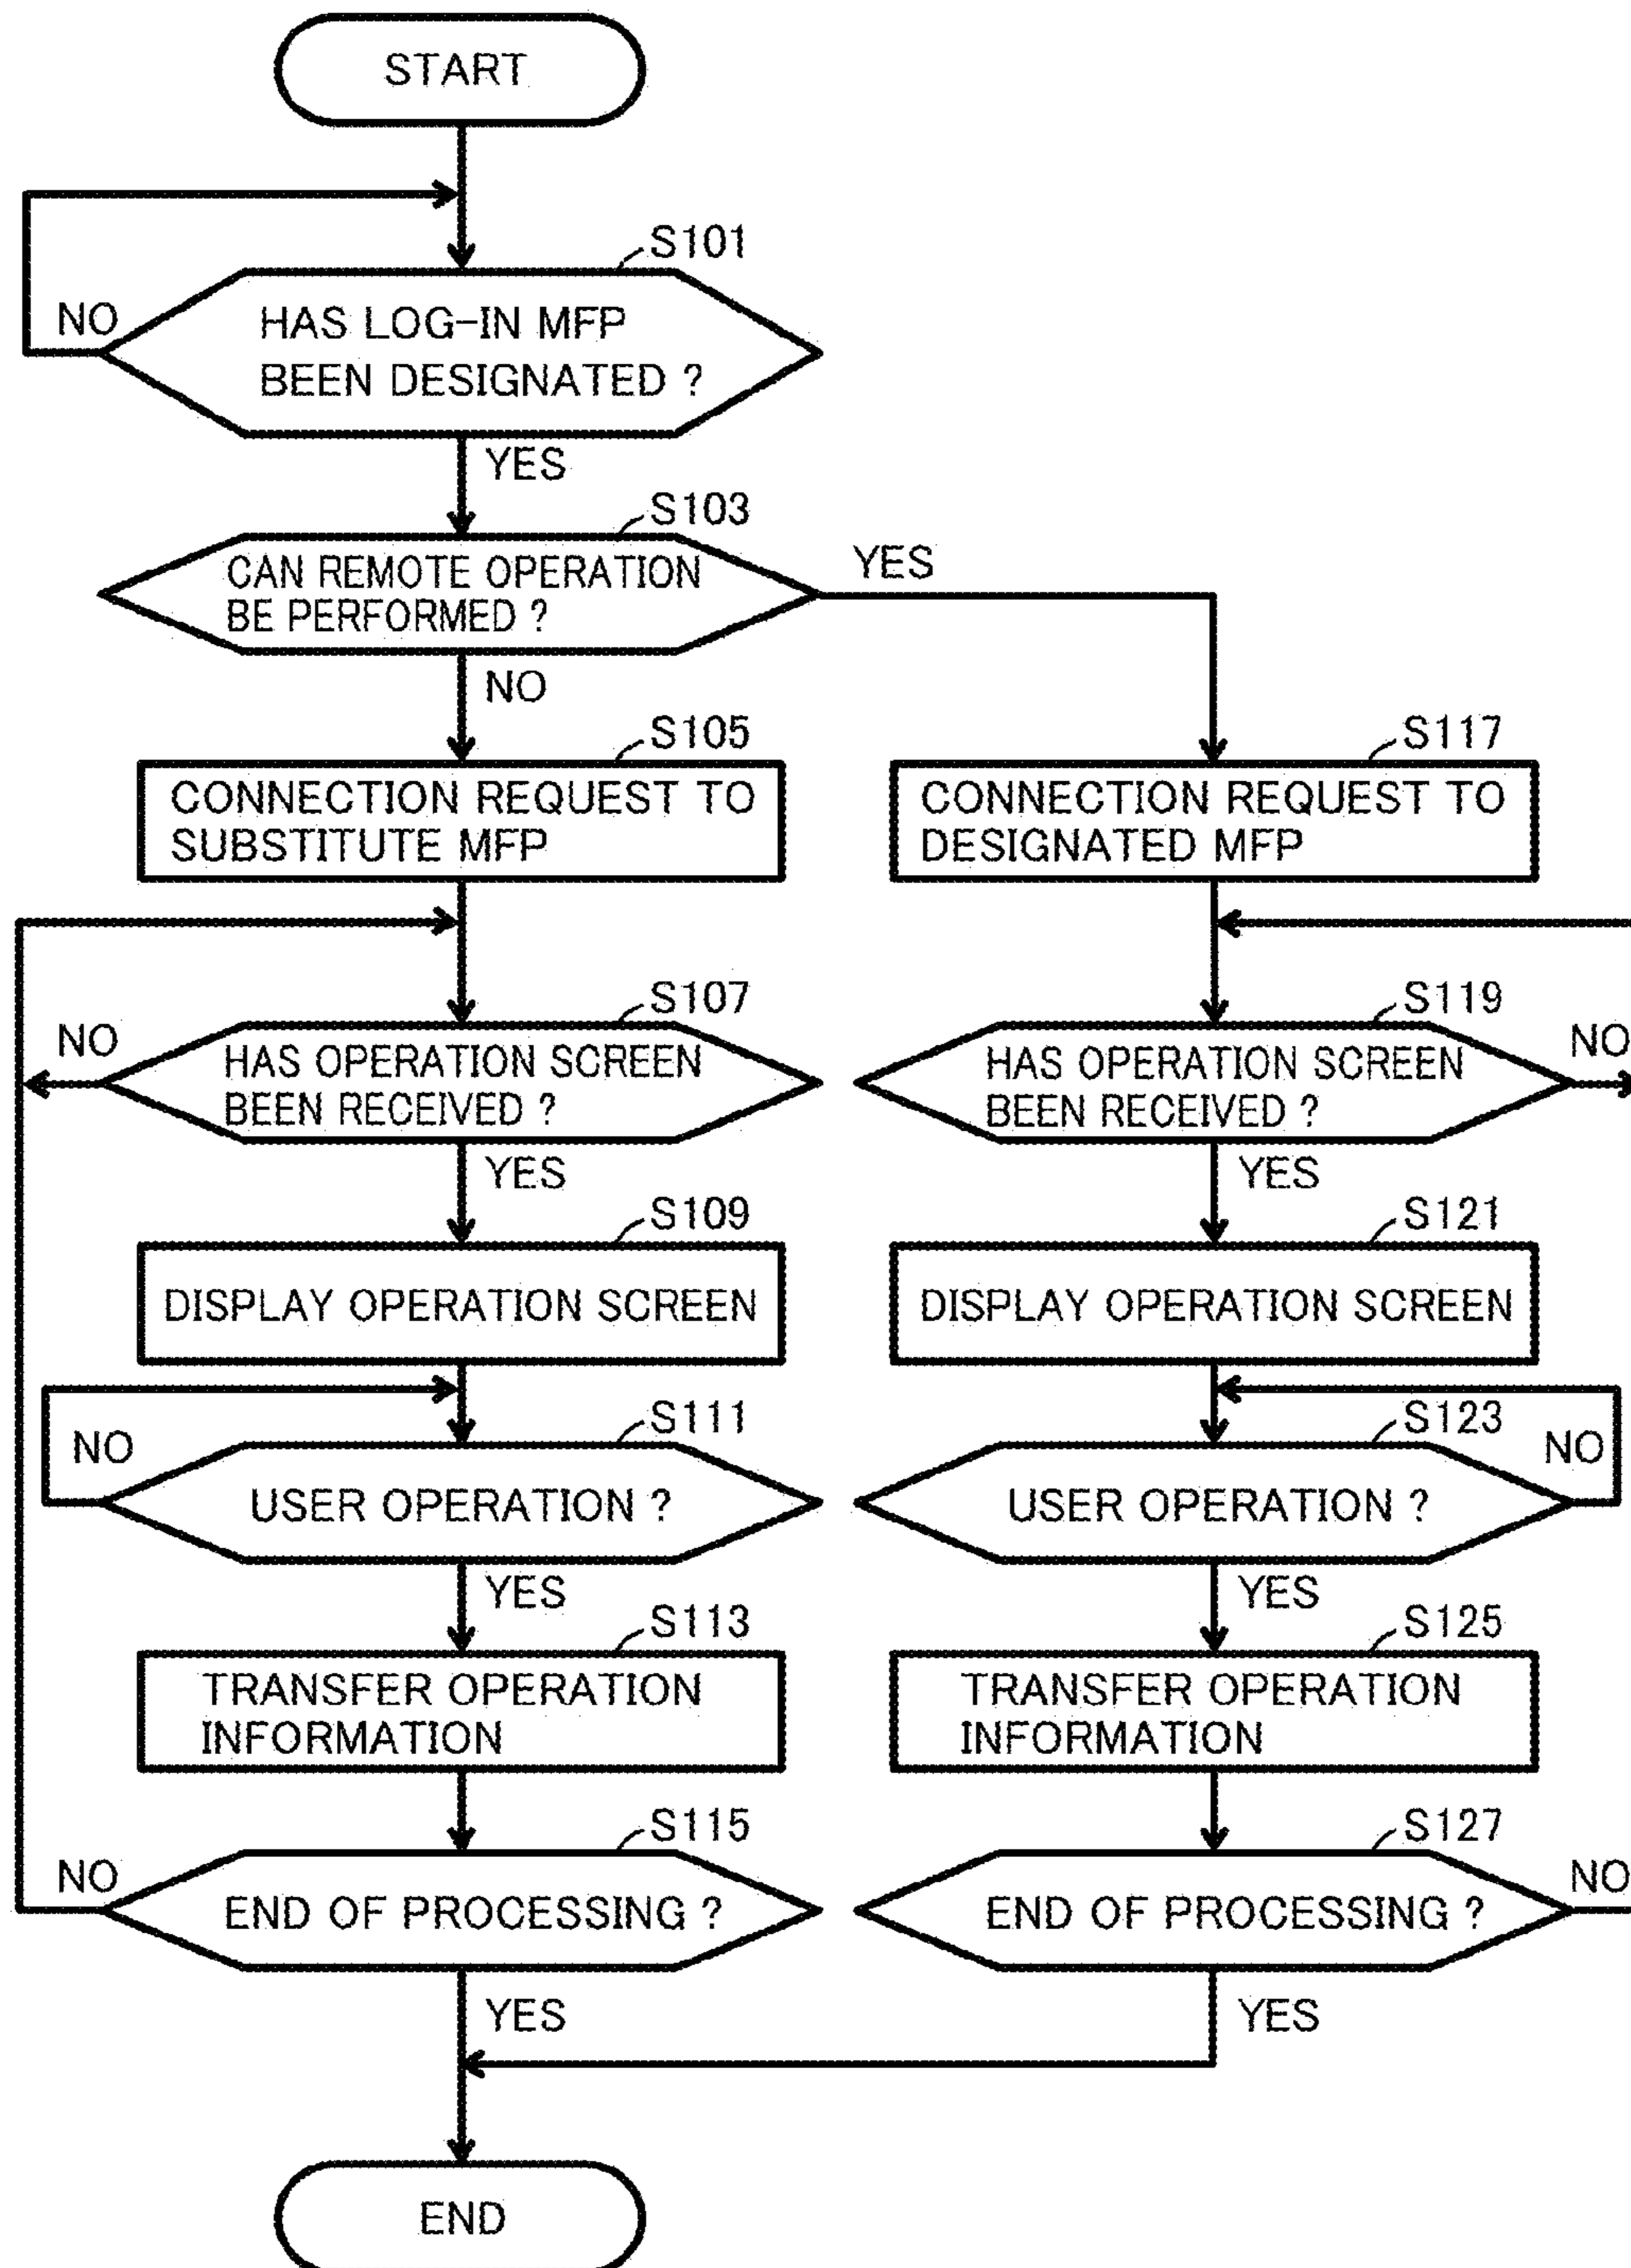 START
S101
NO
HAS LOG-IN MFP
BEEN DESIGNATED ?
YES
S103
CAN REMOTE OPERATION
BE PERFORMED ?
YES
NO
S105
CONNECTION REQUEST TO
SUBSTITUTE MFP
S117
CONNECTION REQUEST TO
DESIGNATED MFP
S107
NO
HAS OPERATION SCREEN
BEEN RECEIVED ?
YES
S119
NO
HAS OPERATION SCREEN
BEEN RECEIVED ?
YES
S109
DISPLAY OPERATION SCREEN
S121
DISPLAY OPERATION SCREEN
S111
NO
USER OPERATION ?
YES
S123
NO
USER OPERATION ?
YES
S113
TRANSFER OPERATION
INFORMATION
S125
TRANSFER OPERATION
INFORMATION
S115
NO
END OF PROCESSING ?
YES
S127
NO
END OF PROCESSING ?
YES
END